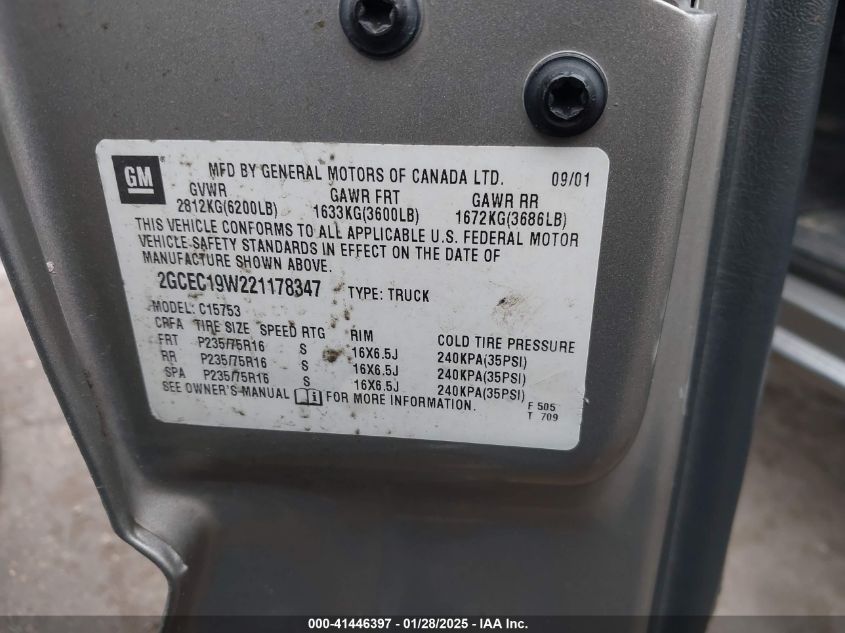 GM
MFD BY GENERAL MOTORS OF CANADA LTD. 09/01
GVWR GAWR FRT GAWR RR
2812KG(6200LB) 1633KG(3600LB) 1672KG(3686LB)
THIS VEHICLE CONFORMS TO ALL APPLICABLE U.S. FEDERAL MOTOR
VEHICLE SAFETY STANDARDS IN EFFECT ON THE DATE OF
MANUFACTURE SHOWN ABOVE.
2GCEC19W221178347 TYPE: TRUCK
MODEL: C15753
CRFA TIRE SIZE SPEED RTG RIM COLD TIRE PRESSURE
FRT P235/75R16 S 16X6.5J 240KPA(35PSI)
RR P235/75R16 S 16X6.5J 240KPA(35PSI)
SPA P235/75R16 S 16X6.5J 240KPA(35PSI)
SEE OWNER'S MANUAL i FOR MORE INFORMATION.
F 505
T 709
000-41446397 - 01/28/2025 - IAA Inc.